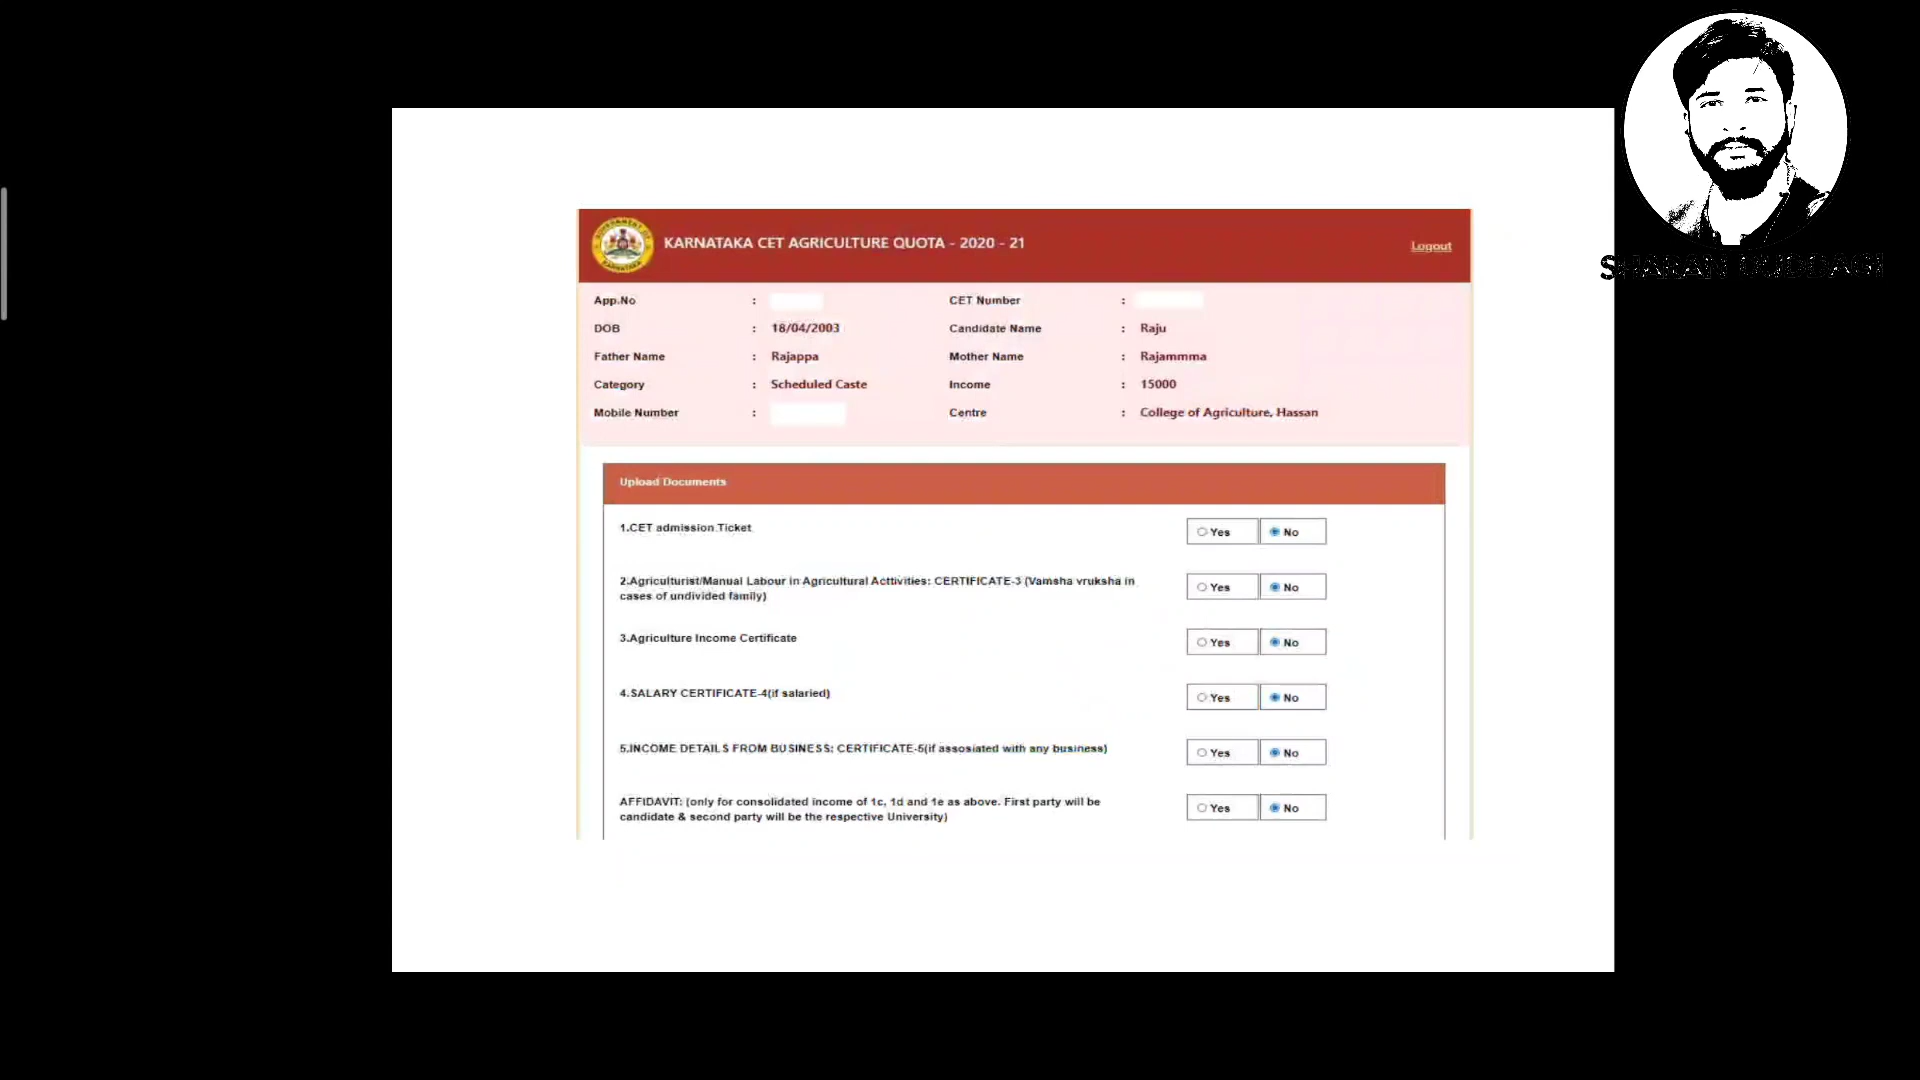 KARNATAKA CET AGRICULTURE QUOTA - 2020 - 21
Logout
App.No :
CET Number :
DOB : 18/04/2003
Candidate Name : Raju
Father Name : Rajappa
Mother Name : Rajammma
Category : Scheduled Caste
Income : 15000
Mobile Number :
Centre : College of Agriculture, Hassan
Upload Documents
1.CET admission Ticket
Yes No
2.Agriculturist/Manual Labour in Agricultural Acttivities: CERTIFICATE-3 (Vamsha vruksha in
cases of undivided family)
Yes No
3.Agriculture Income Certificate
Yes No
4.SALARY CERTIFICATE-4(if salaried)
Yes No
5.INCOME DETAILS FROM BUSINESS: CERTIFICATE-5(if assosiated with any business)
Yes No
AFFIDAVIT: (only for consolidated income of 1c, 1d and 1e as above. First party will be
candidate & second party will be the respective University)
Yes No